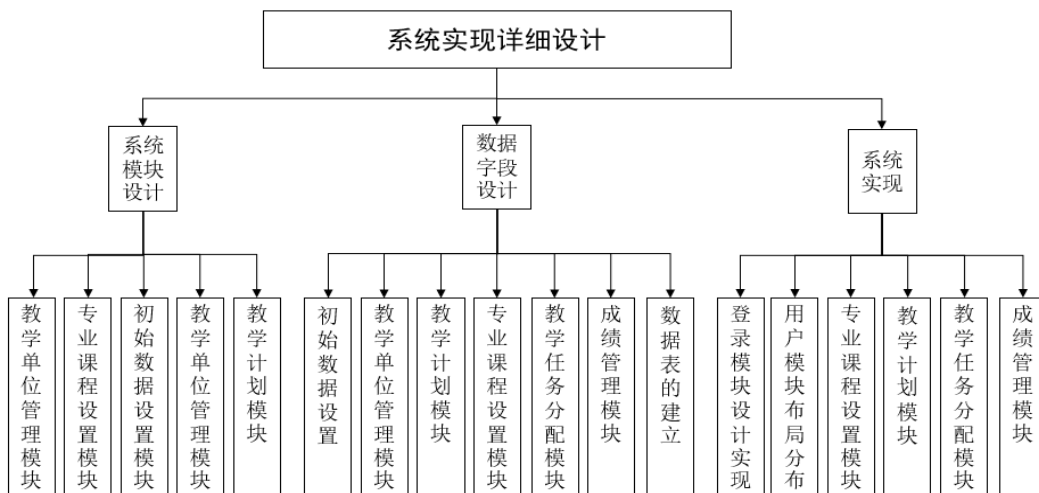 系统实现详细设计
系统
模块
设计
数据
字段
设计
系统
实现
教学单位管理模块
专业课程设置模块
初始数据设置模块
教学单位管理模块
教学计划模块
初始数据设置
教学单位管理模块
教学计划模块
专业课程设置模块
教学任务分配模块
成绩管理模块
数据表的建立
登录模块设计实现
用户模块布局分布
专业课程设置模块
教学计划模块
教学任务分配模块
成绩管理模块